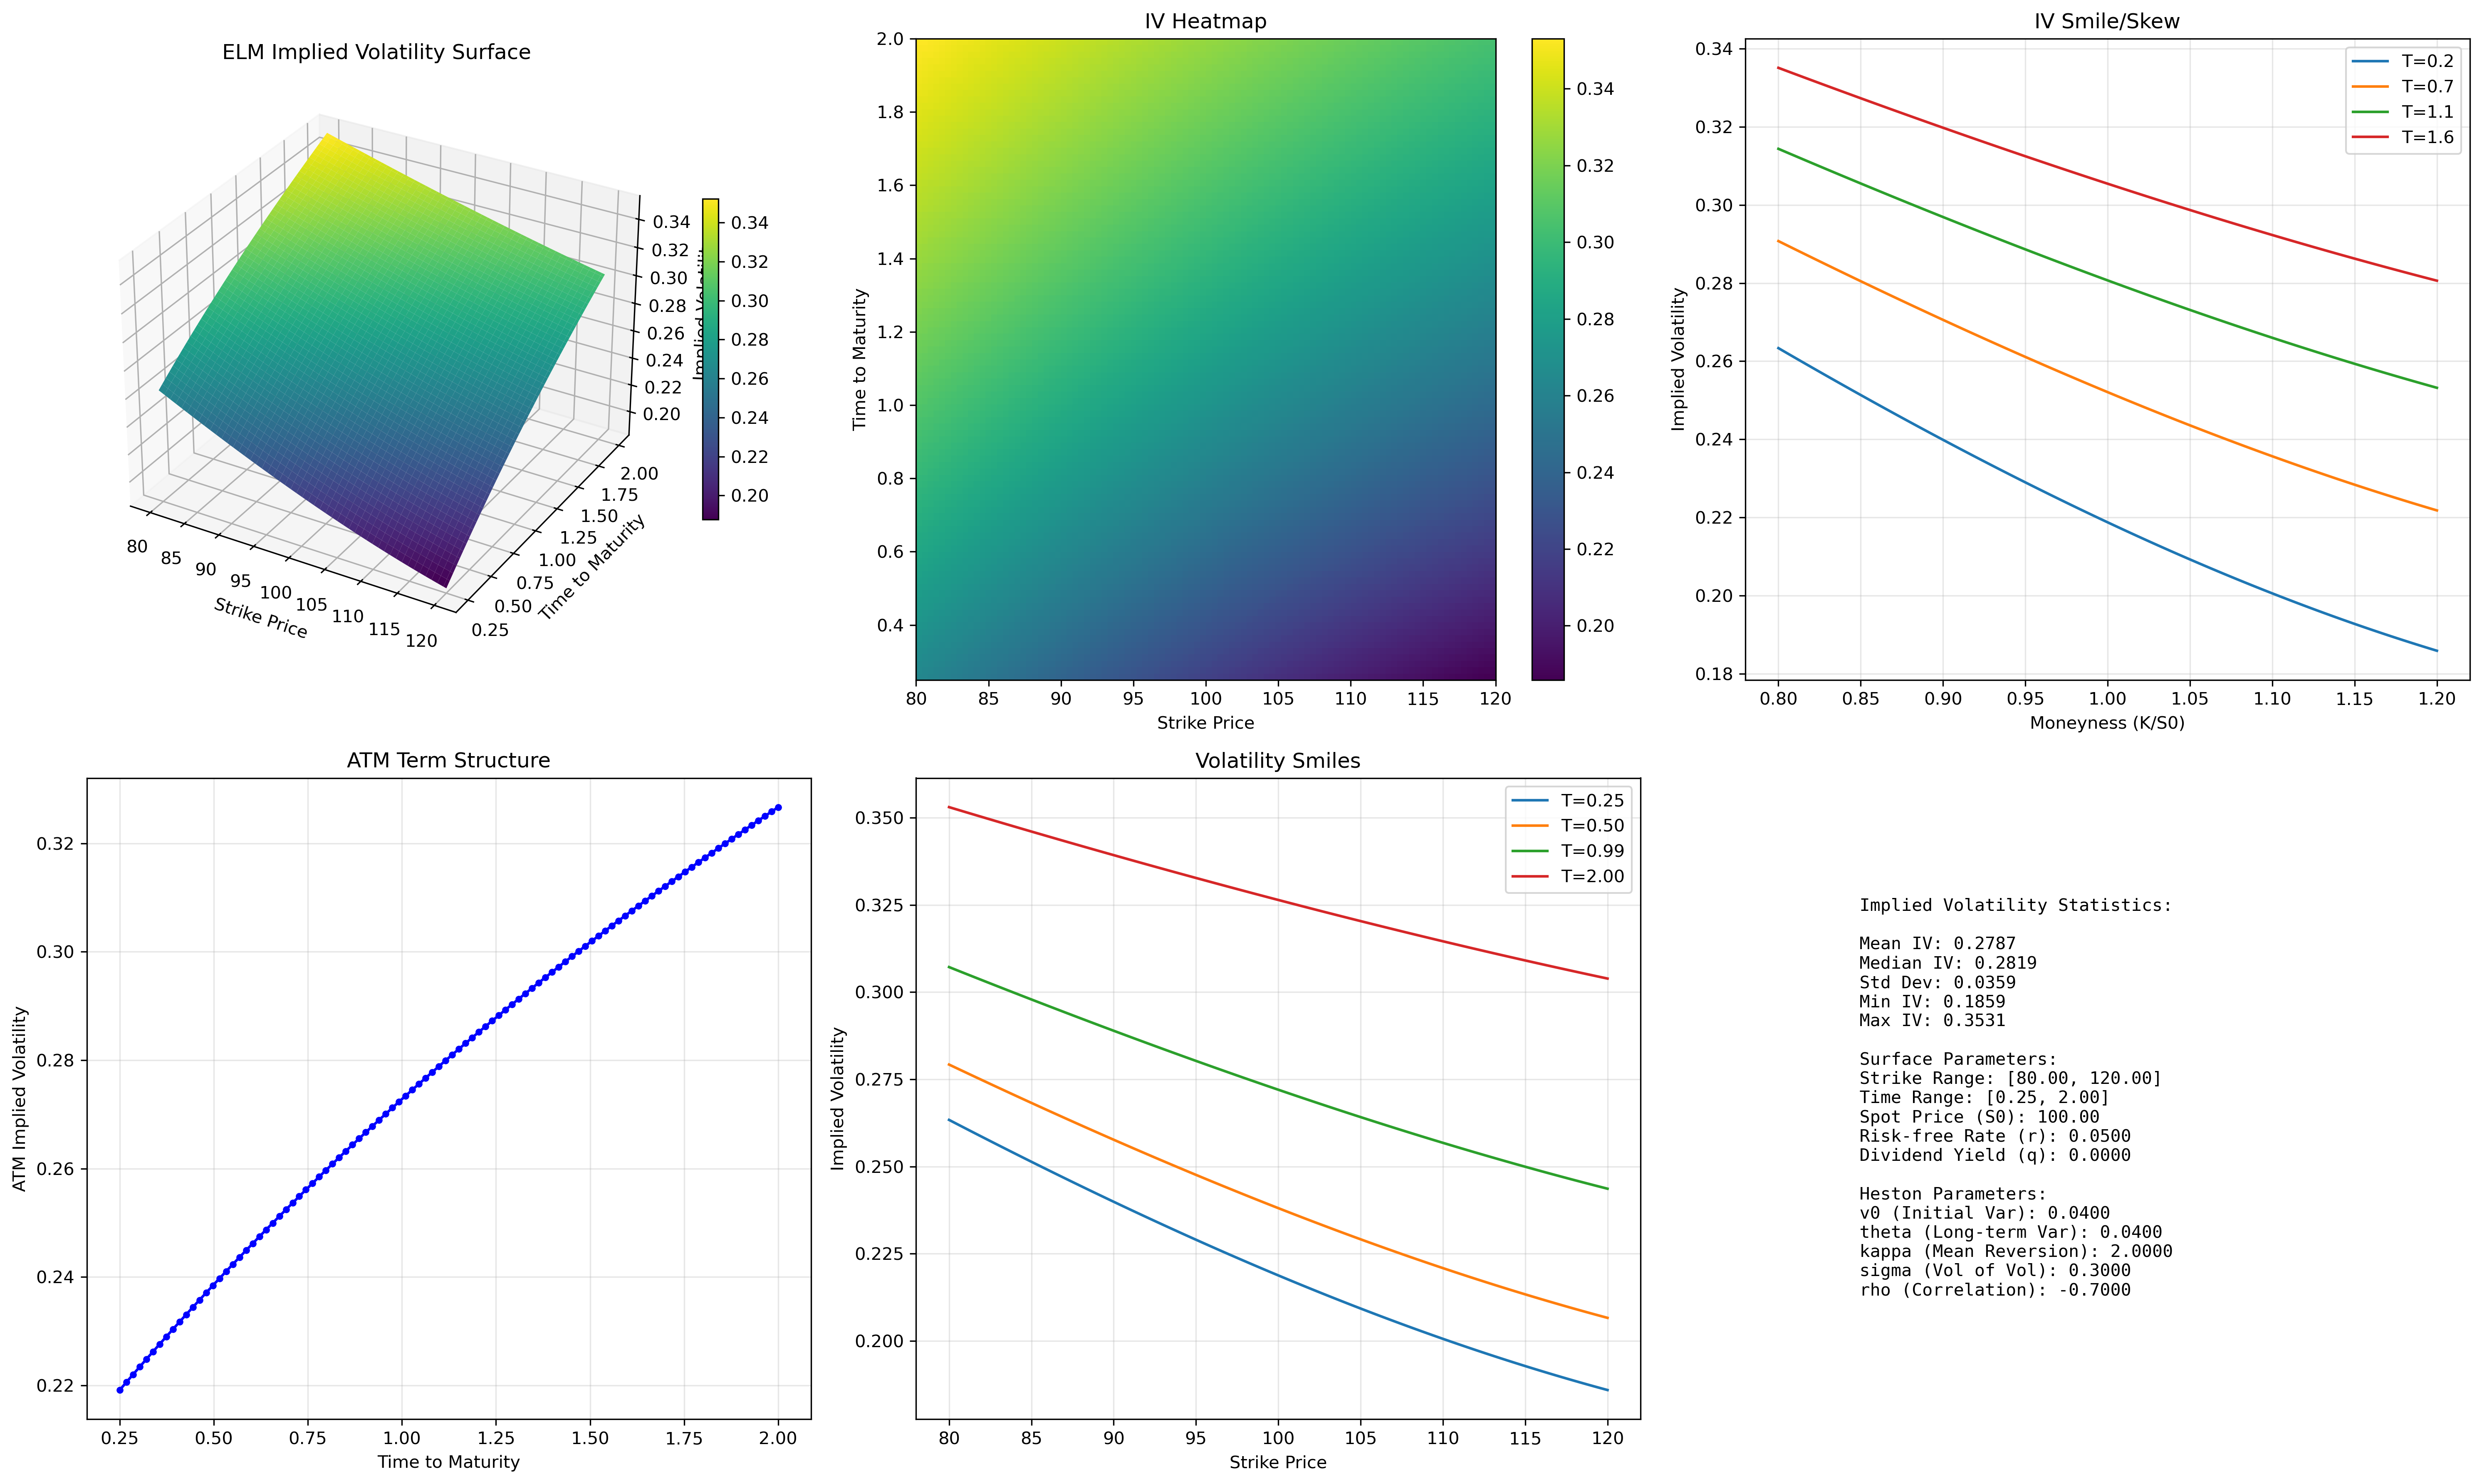 ELM Implied Volatility Surface
0.34
0.32
0.30
0.28
0.26
0.24
0.22
0.20
2.00
1.75
1.50
1.25
1.00
0.75
0.50
0.25
Time to Maturity
80
85
90
95
100
105
110
115
120
Strike Price
Implied Volatility
0.34
0.32
0.30
0.28
0.26
0.24
0.22
0.20
IV Heatmap
2.0
1.8
1.6
1.4
1.2
1.0
0.8
0.6
0.4
Time to Maturity
80 85 90 95 100 105 110 115 120
Strike Price
0.34
0.32
0.30
0.28
0.26
0.24
0.22
0.20
IV Smile/Skew
T=0.2
T=0.7
T=1.1
T=1.6
0.34
0.32
0.30
0.28
0.26
0.24
0.22
0.20
0.18
Implied Volatility
0.80 0.85 0.90 0.95 1.00 1.05 1.10 1.15 1.20
Moneyness (K/S0)
ATM Term Structure
0.32
0.30
0.28
0.26
0.24
0.22
ATM Implied Volatility
0.25 0.50 0.75 1.00 1.25 1.50 1.75 2.00
Time to Maturity
Volatility Smiles
T=0.25
T=0.50
T=0.99
T=2.00
0.350
0.325
0.300
0.275
0.250
0.225
0.200
Implied Volatility
80 85 90 95 100 105 110 115 120
Strike Price
Implied Volatility Statistics:
Mean IV: 0.2787
Median IV: 0.2819
Std Dev: 0.0359
Min IV: 0.1859
Max IV: 0.3531
Surface Parameters:
Strike Range: [80.00, 120.00]
Time Range: [0.25, 2.00]
Spot Price (S0): 100.00
Risk-free Rate (r): 0.0500
Dividend Yield (q): 0.0000
Heston Parameters:
v0 (Initial Var): 0.0400
theta (Long-term Var): 0.0400
kappa (Mean Reversion): 2.0000
sigma (Vol of Vol): 0.3000
rho (Correlation): -0.7000